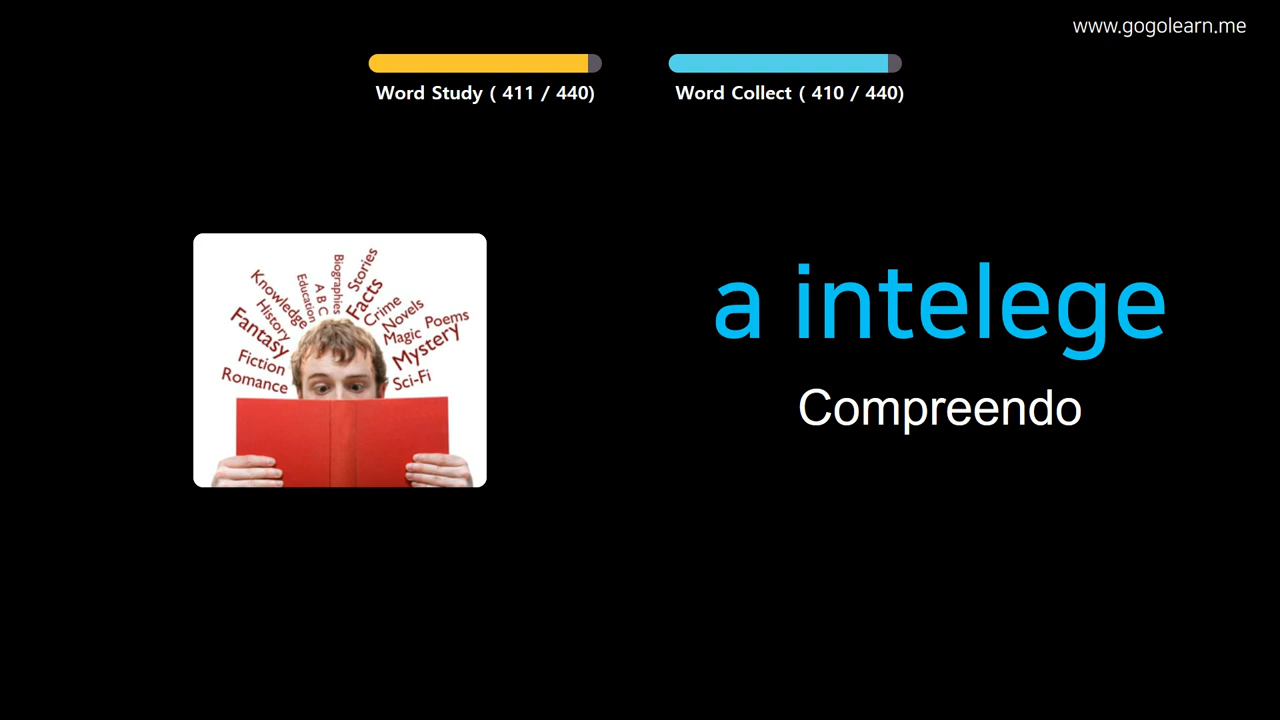 www.gogolearn.me
Word Study ( 411 / 440)
Word Collect ( 410 / 440)
a intelege
Compreendo
Knowledge
History
Fantasy
Fiction
Romance
Education
A B C
Biographies
Stories
Facts
Crime
Novels
Magic
Poems
Mystery
Sci-Fi